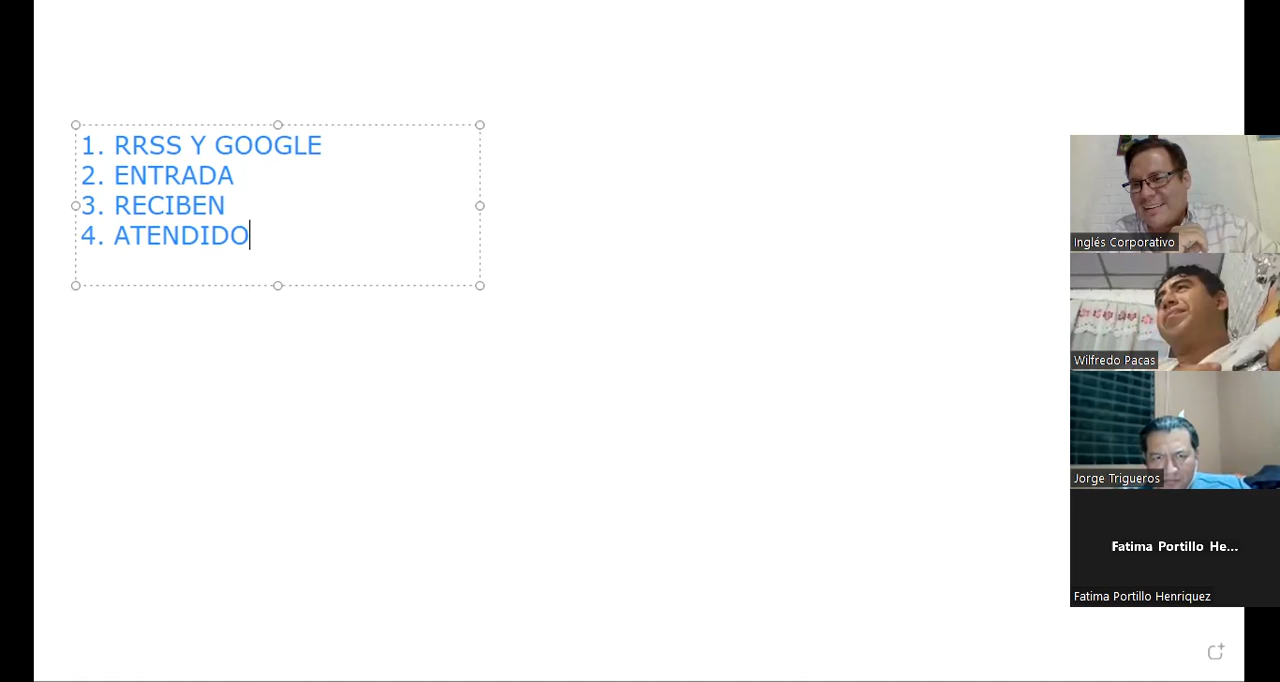 1. RRSS Y GOOGLE
2. ENTRADA
3. RECIBEN
4. ATENDIDO
Inglés Corporativo
Wilfredo Pacas
Jorge Trigueros
Fatima Portillo He...
Fatima Portillo Henriquez